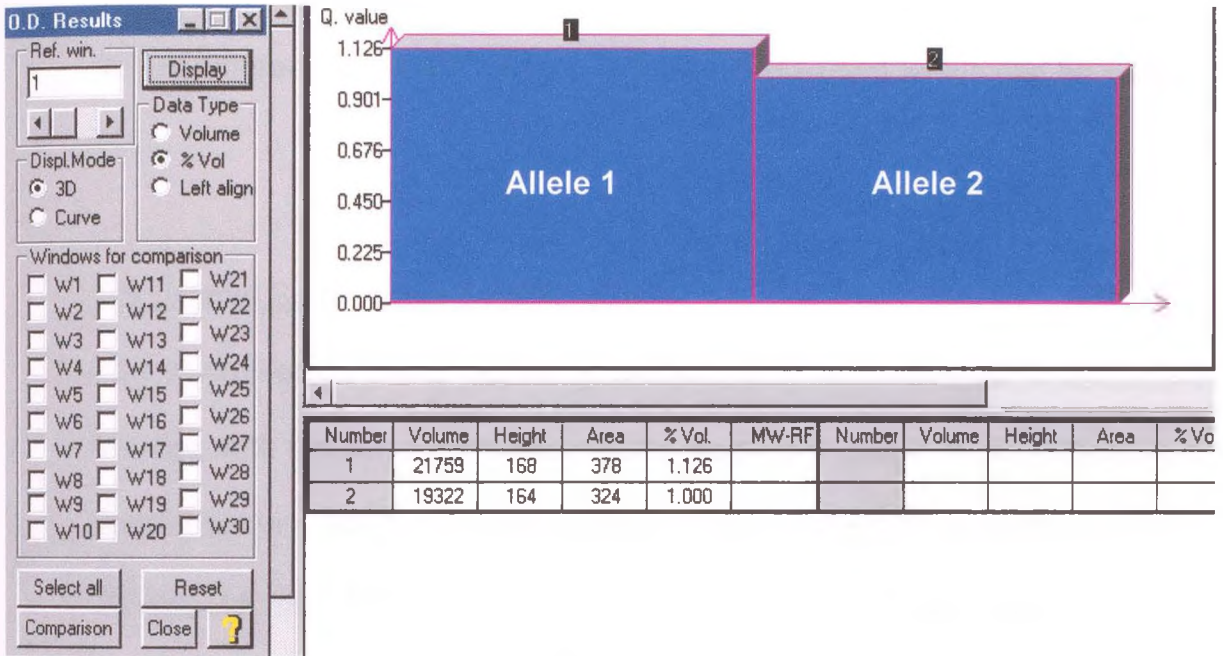 O.D. Results
Ref. win.
1
Display
Data Type
Volume
% Vol
Left align
Displ.Mode
3D
Curve
Windows for comparison
W1 W11 W21
W2 W12 W22
W3 W13 W23
W4 W14 W24
W5 W15 W25
W6 W16 W26
W7 W17 W27
W8 W18 W28
W9 W19 W29
W10 W20 W30
Select all Reset
Comparison Close ?
Q. value
1.126
0.901
0.676
0.450
0.225
0.000
1
2
Allele 1
Allele 2
Number Volume Height Area % Vol. MW-RF Number Volume Height Area % Vo
1 21759 168 378 1.126
2 19322 164 324 1.000